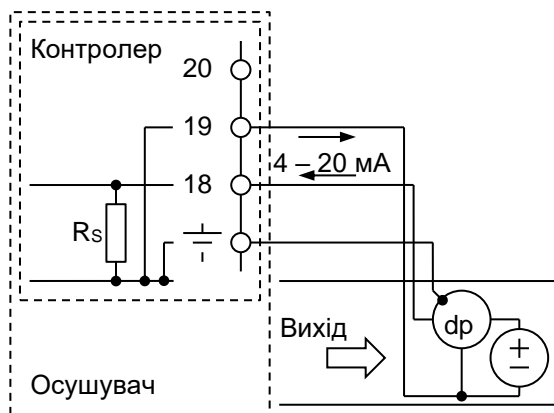 Контролер
20
19
4 – 20 мА
18
Rs
dp
Вихід
Осушувач